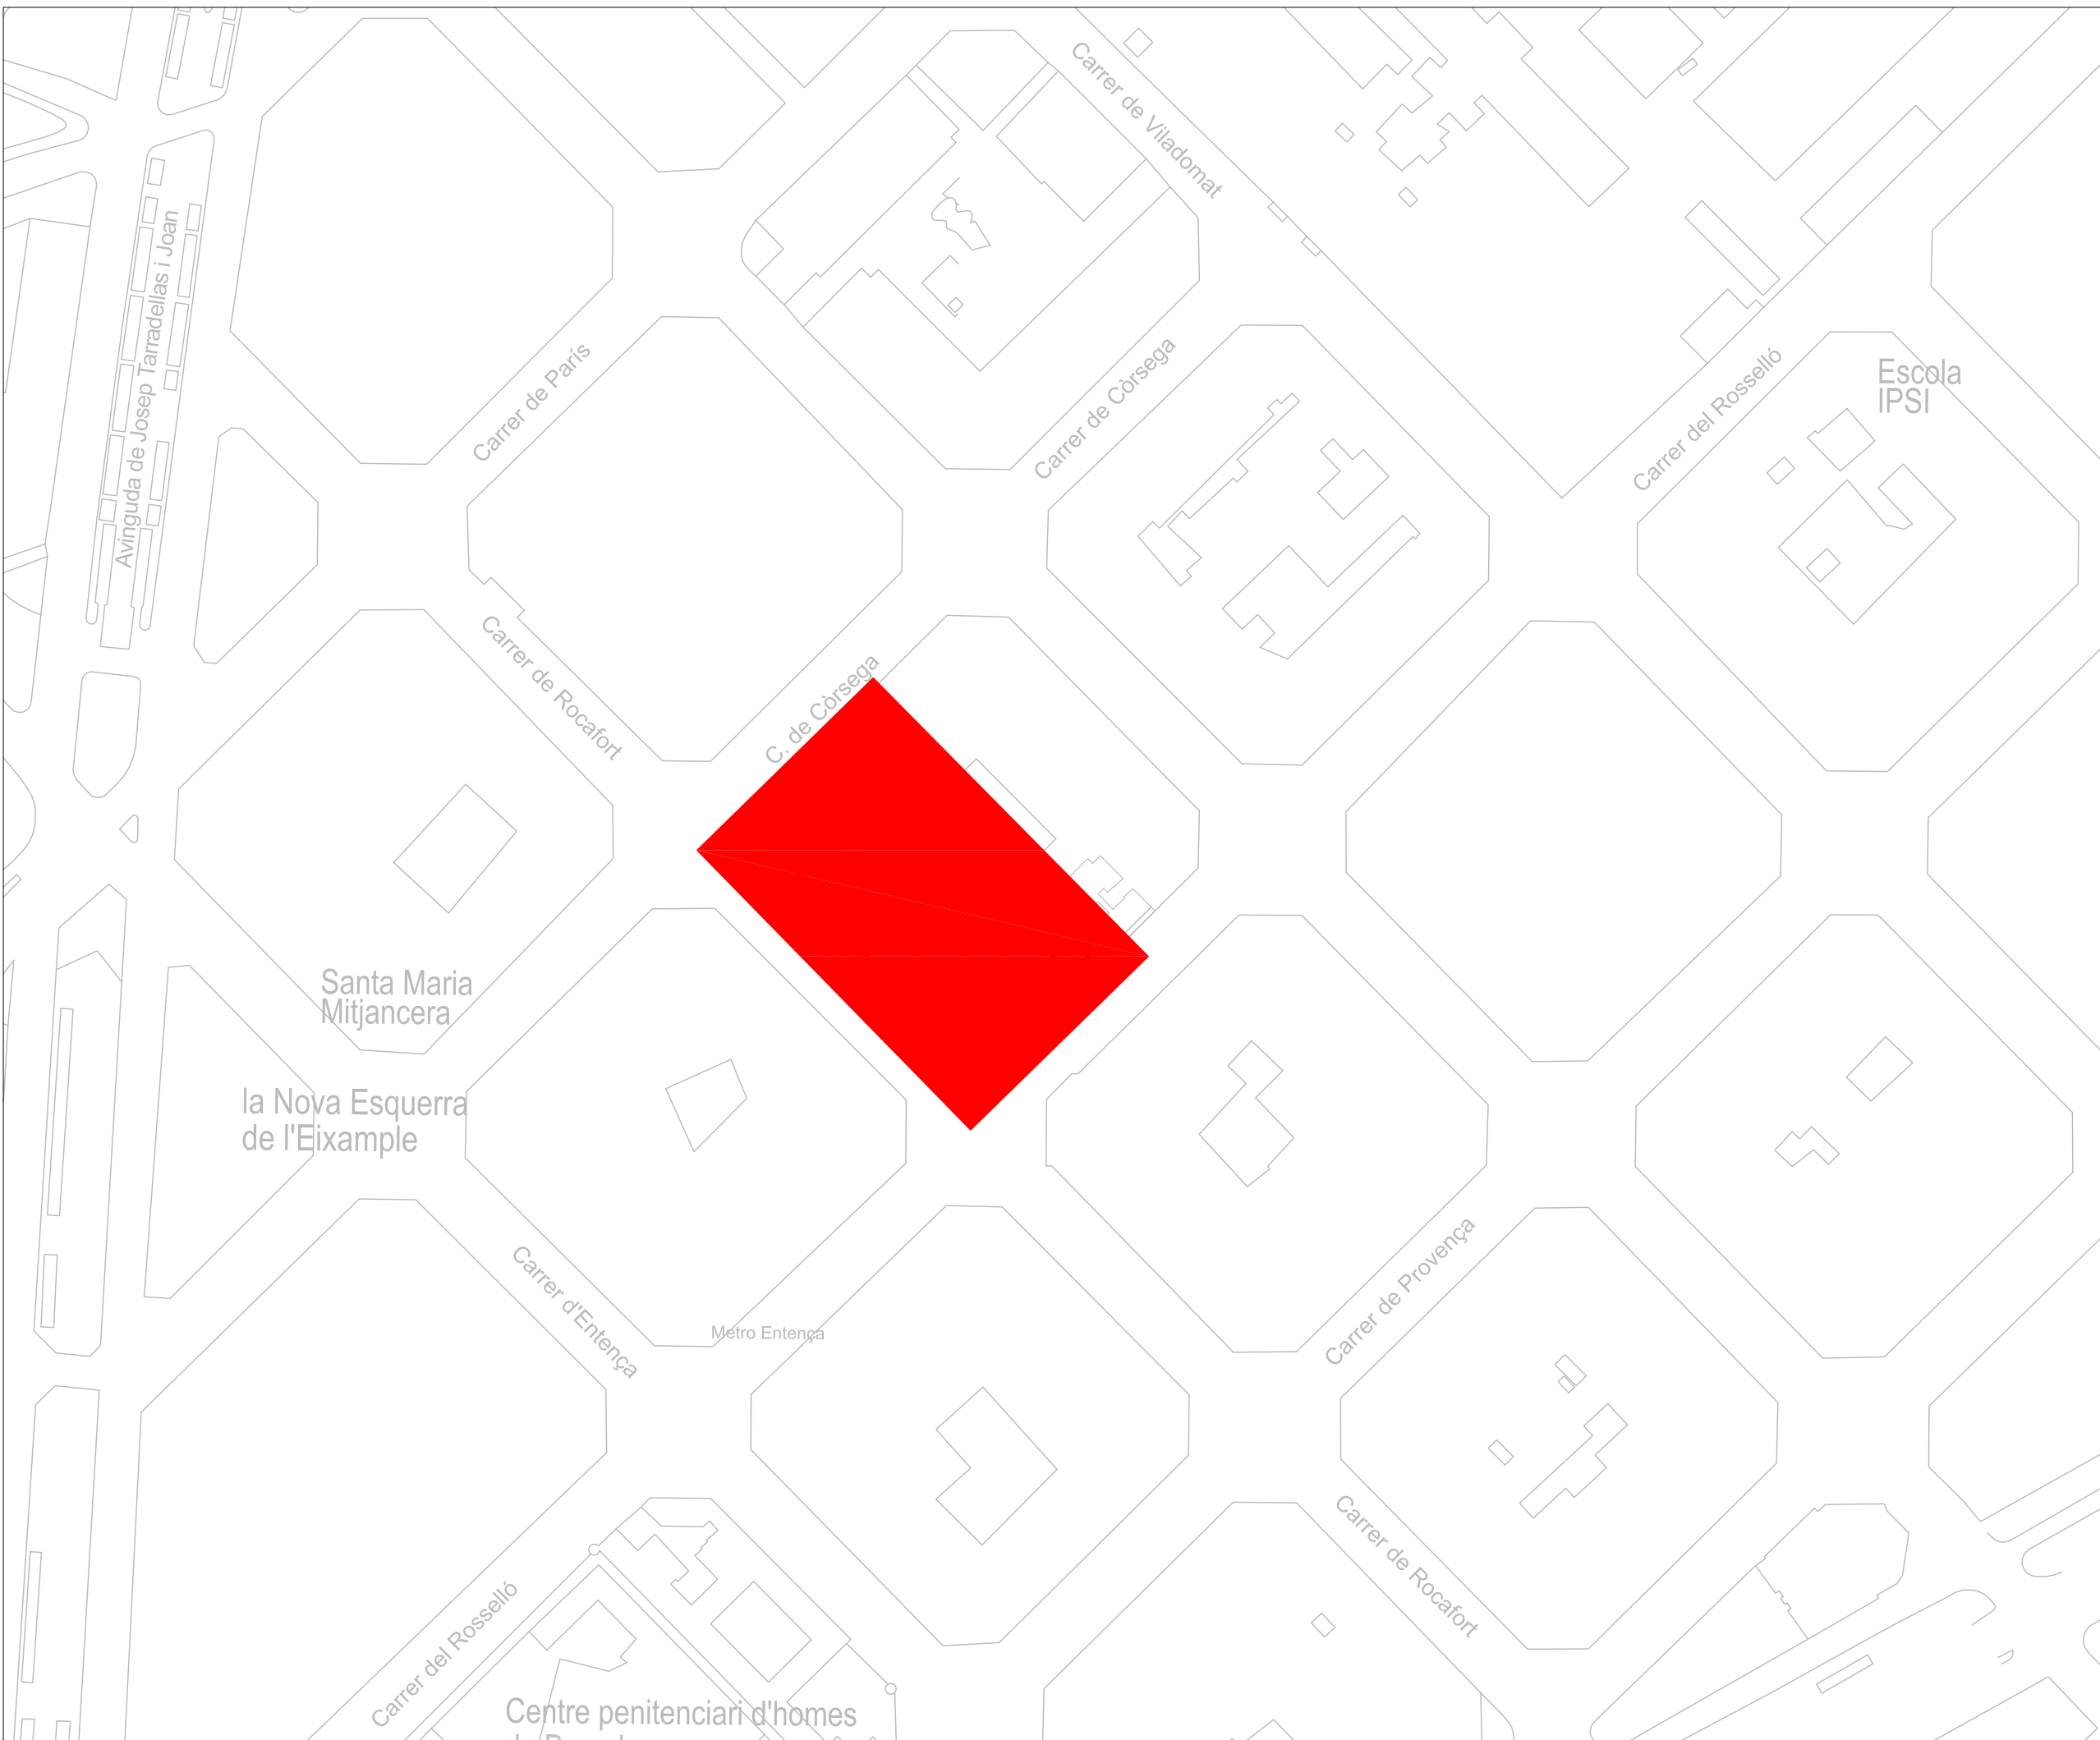 Carrer de Viladomat
Avinguda de Josep Tarradellas i Joan
Carrer de París
Carrer de Còrsega
Carrer del Rosselló
Escola
IPSI
Carrer de Rocafort
C. de Còrsega
Santa Maria
Mitjancera
la Nova Esquerra
de l'Eixample
Carrer d'Entença
Metro Entença
Carrer de Provença
Carrer de Rocafort
Carrer del Rosselló
Centre penitenciari d'homes